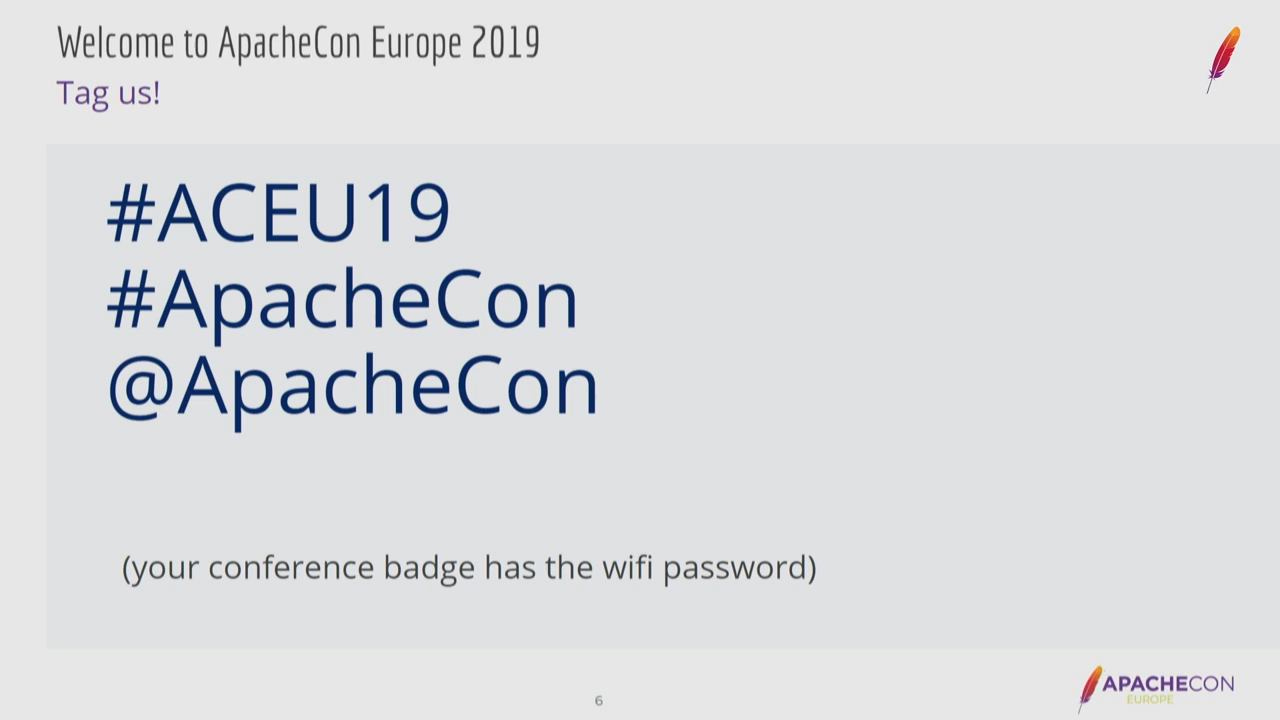 Welcome to ApacheCon Europe 2019
Tag us!
#ACEU19
#ApacheCon
@ApacheCon
(your conference badge has the wifi password)
6
APACHECON
EUROPE